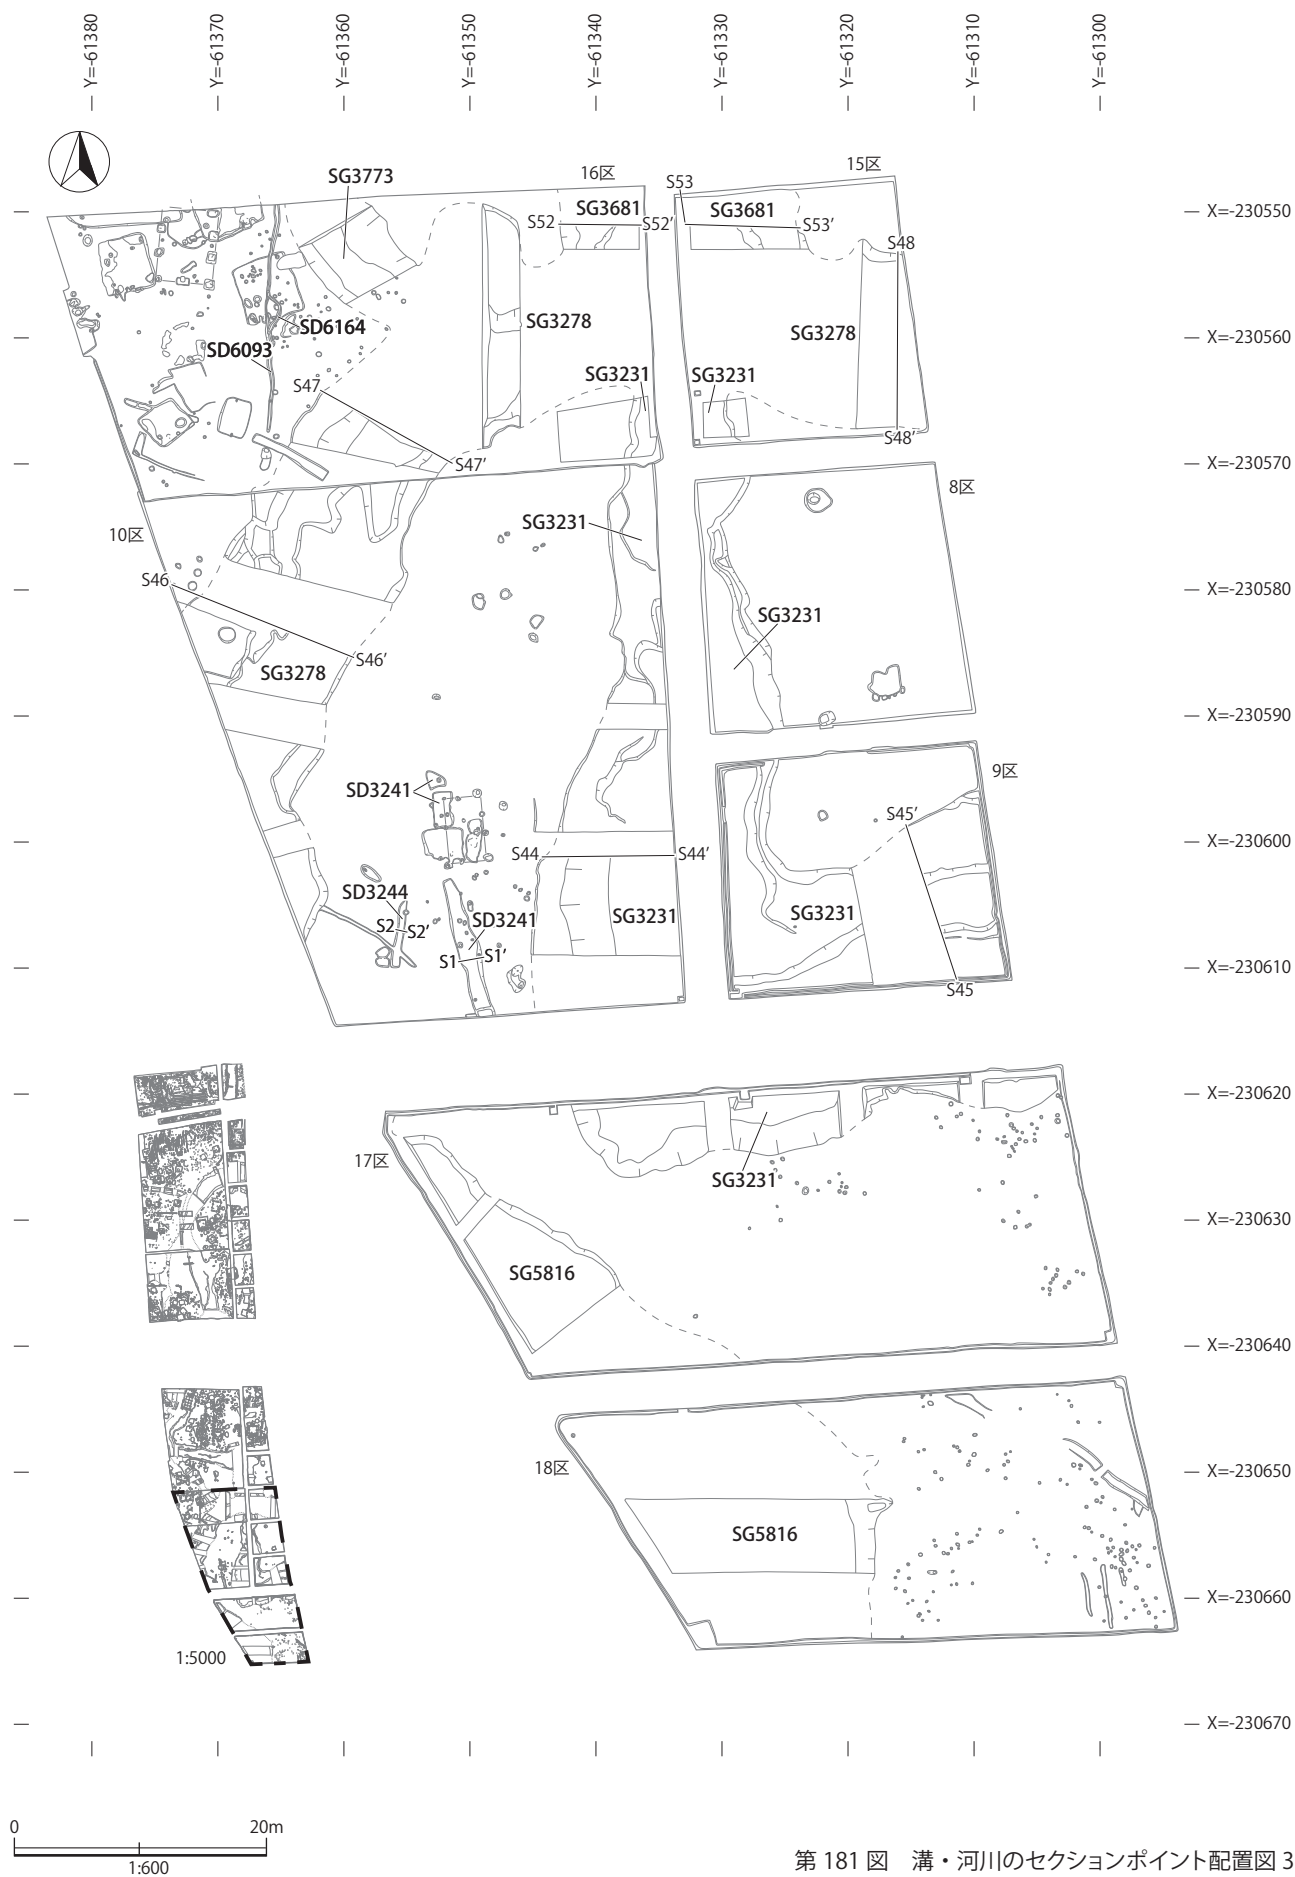 Y=-61380
Y=-61370
Y=-61360
Y=-61350
Y=-61340
Y=-61330
Y=-61320
Y=-61310
Y=-61300
16区
15区
SG3773
S53
SG3681
SG3681
S52
S52’
S53’
X=-230550
S48
SG3278
SG3278
SD6164
SD6093
X=-230560
S47
SG3231
SG3231
S48’
S47’
X=-230570
8区
10区
SG3231
S46
X=-230580
SG3231
S46’
SG3278
X=-230590
9区
SD3241
S45’
X=-230600
S44
S44’
SD3244
S2
S2’
SD3241
SG3231
SG3231
S1
S1’
X=-230610
S45
X=-230620
17区
SG3231
X=-230630
SG5816
X=-230640
18区
X=-230650
SG5816
X=-230660
1:5000
X=-230670
0
20m
1:600
第 181 図　溝・河川のセクションポイント配置図 3